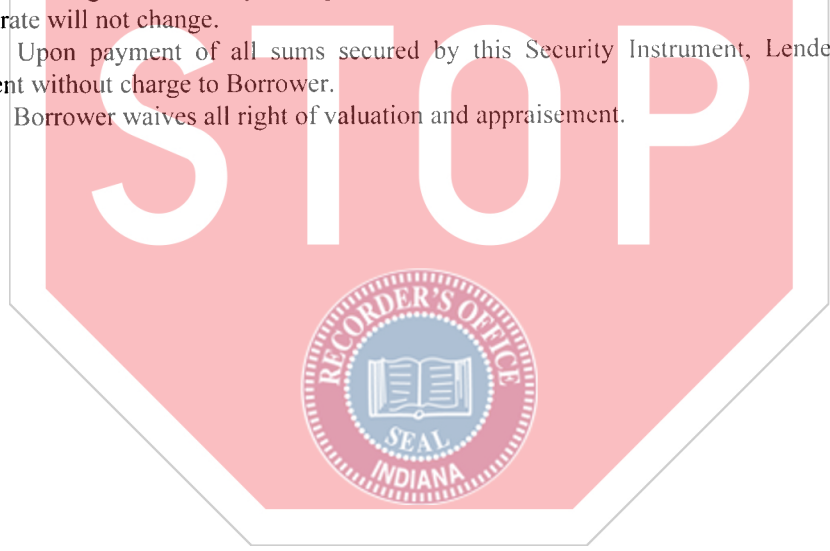 rate will not change.
Upon payment of all sums secured by this Security Instrument, Lende
nt without charge to Borrower.
Borrower waives all right of valuation and appraisement.
STOP
RECORDER'S OFFICE
SEAL
INDIANA